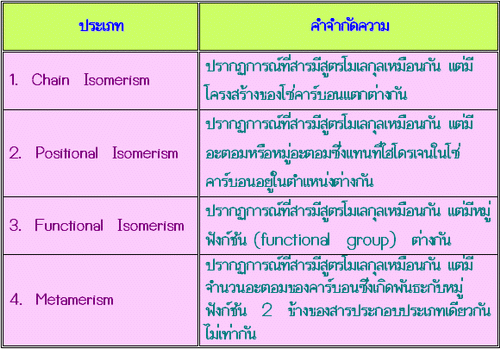 ประเภท
คำจำกัดความ
1. Chain Isomerism
ปรากฏการณ์ที่สารมีสูตรโมเลกุลเหมือนกัน แต่มี
โครงสร้างของโซ่คาร์บอนแตกต่างกัน
2. Positional Isomerism
ปรากฏการณ์ที่สารมีสูตรโมเลกุลเหมือนกัน แต่มี
อะตอมหรือหมู่อะตอมซึ่งแทนที่ไฮโดรเจนในโซ่
คาร์บอนอยู่ในตำแหน่งต่างกัน
3. Functional Isomerism
ปรากฏการณ์ที่สารมีสูตรโมเลกุลเหมือนกัน แต่มีหมู่
ฟังก์ชัน (functional group) ต่างกัน
4. Metamerism
ปรากฏการณ์ที่สารมีสูตรโมเลกุลเหมือนกัน แต่มี
จำนวนอะตอมของคาร์บอนซึ่งเกิดพันธะกับหมู่
ฟังก์ชัน 2 ข้างของสารประกอบประเภทเดียวกัน
ไม่เท่ากัน